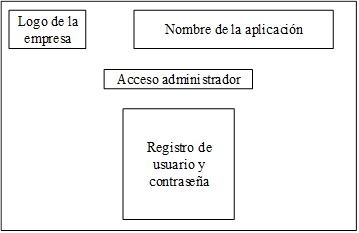 Logo de la
empresa
Nombre de la aplicación
Acceso administrador
Registro de
usuario y
contraseña